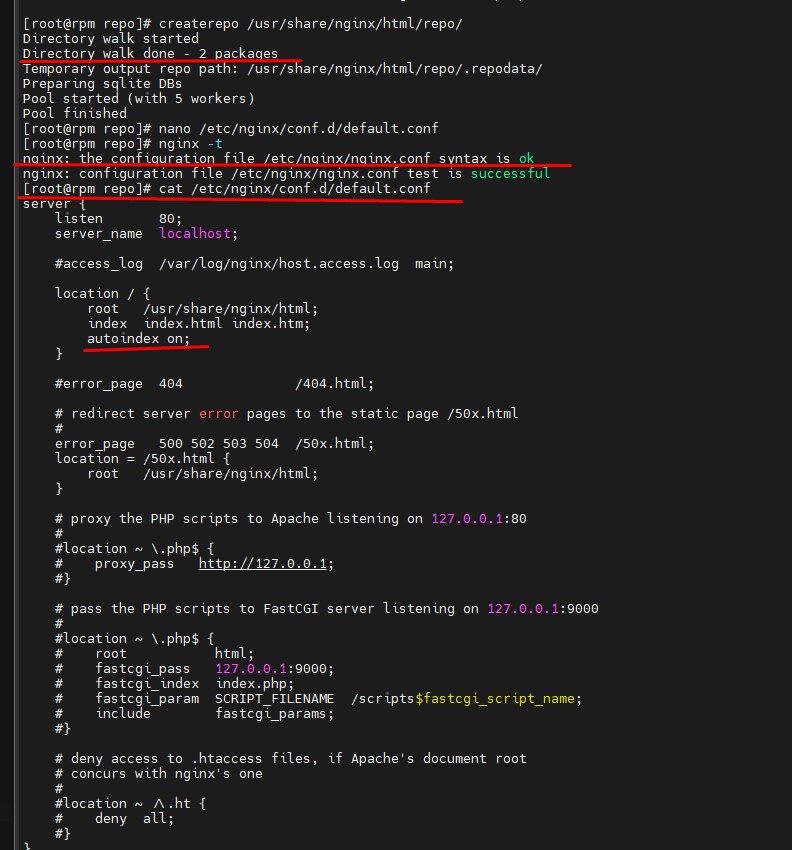 [root@rpm repo]# createrepo /usr/share/nginx/html/repo/
Directory walk started
Directory walk done - 2 packages
Temporary output repo path: /usr/share/nginx/html/repo/.repodata/
Preparing sqlite DBs
Pool started (with 5 workers)
Pool finished
[root@rpm repo]# nano /etc/nginx/conf.d/default.conf
[root@rpm repo]# nginx -t
nginx: the configuration file /etc/nginx/nginx.conf syntax is ok
nginx: configuration file /etc/nginx/nginx.conf test is successful
[root@rpm repo]# cat /etc/nginx/conf.d/default.conf
server {
    listen       80;
    server_name  localhost;

    #access_log  /var/log/nginx/host.access.log  main;

    location / {
        root   /usr/share/nginx/html;
        index  index.html index.htm;
        autoindex on;
    }

    #error_page  404              /404.html;

    # redirect server error pages to the static page /50x.html
    #
    error_page   500 502 503 504  /50x.html;
    location = /50x.html {
        root   /usr/share/nginx/html;
    }

    # proxy the PHP scripts to Apache listening on 127.0.0.1:80
    #
    #location ~ \.php$ {
    #    proxy_pass   http://127.0.0.1;
    #}

    # pass the PHP scripts to FastCGI server listening on 127.0.0.1:9000
    #
    #location ~ \.php$ {
    #    root           html;
    #    fastcgi_pass   127.0.0.1:9000;
    #    fastcgi_index  index.php;
    #    fastcgi_param  SCRIPT_FILENAME  /scripts$fastcgi_script_name;
    #    include        fastcgi_params;
    #}

    # deny access to .htaccess files, if Apache's document root
    # concurs with nginx's one
    #
    #location ~ /\.ht {
    #    deny  all;
    #}
}